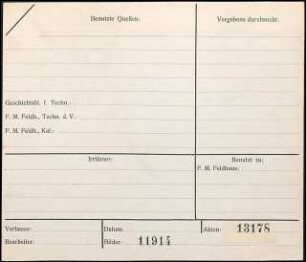 Benutzte Quellen:
Vergebens durchsucht:
Geschichtsbl. f. Techn.-
F. M. Feldh., Techn. d. V.-
F. M. Feldh., Kat.-
Irrtümer:
Benutzt zu:
F. M. Feldhaus:
Verfasser:
Datum:
Akten: 13178
Bearbeiter:
Bilder: 11914